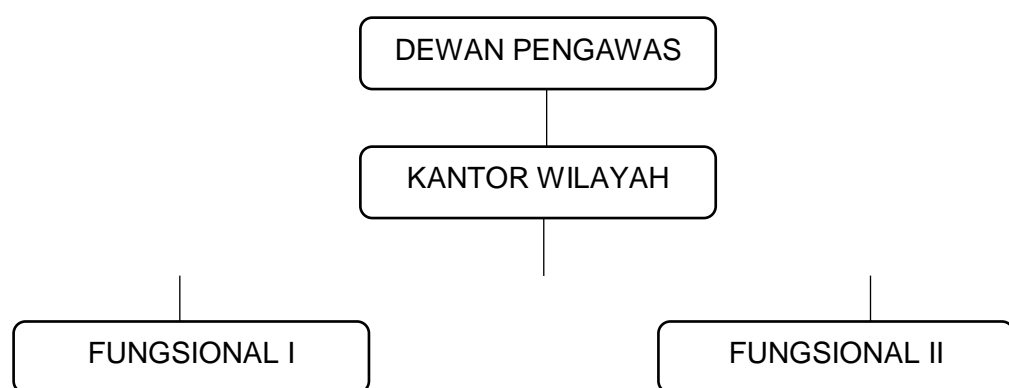 DEWAN PENGAWAS
KANTOR WILAYAH
FUNGSIONAL I
FUNGSIONAL II